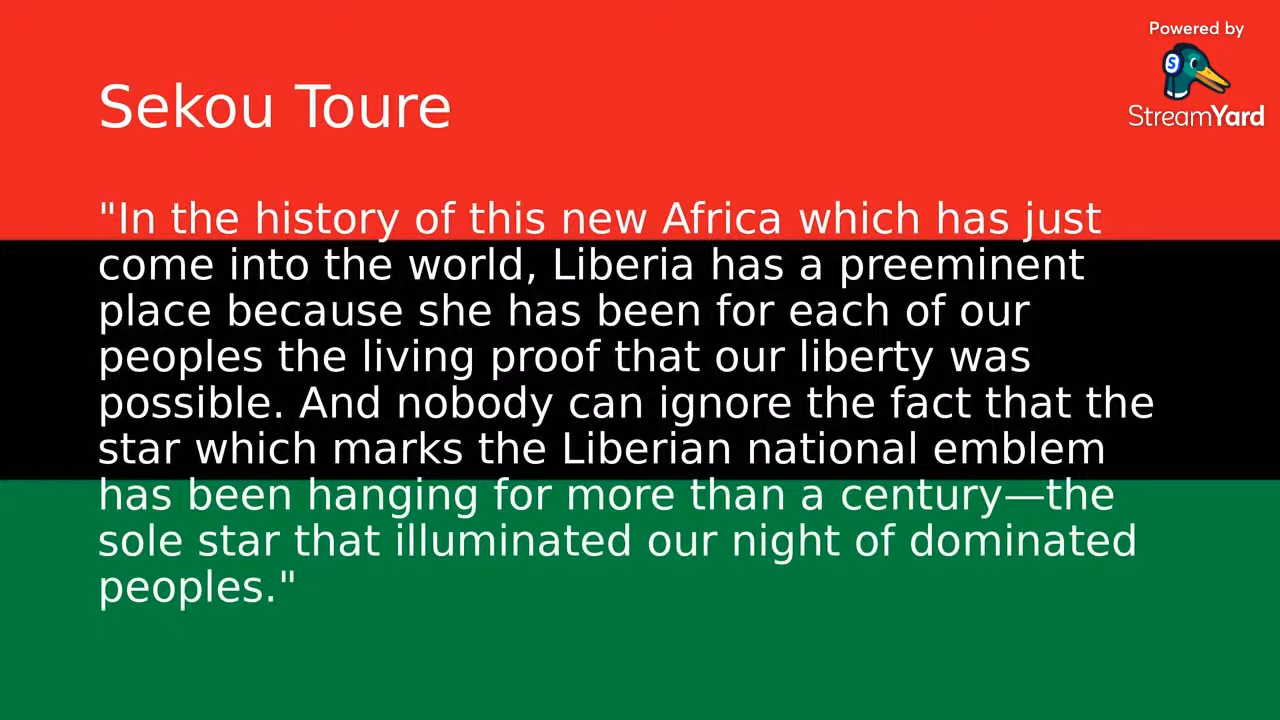 Powered by
StreamYard
Sekou Toure
"In the history of this new Africa which has just
come into the world, Liberia has a preeminent
place because she has been for each of our
peoples the living proof that our liberty was
possible. And nobody can ignore the fact that the
star which marks the Liberian national emblem
has been hanging for more than a century—the
sole star that illuminated our night of dominated
peoples."